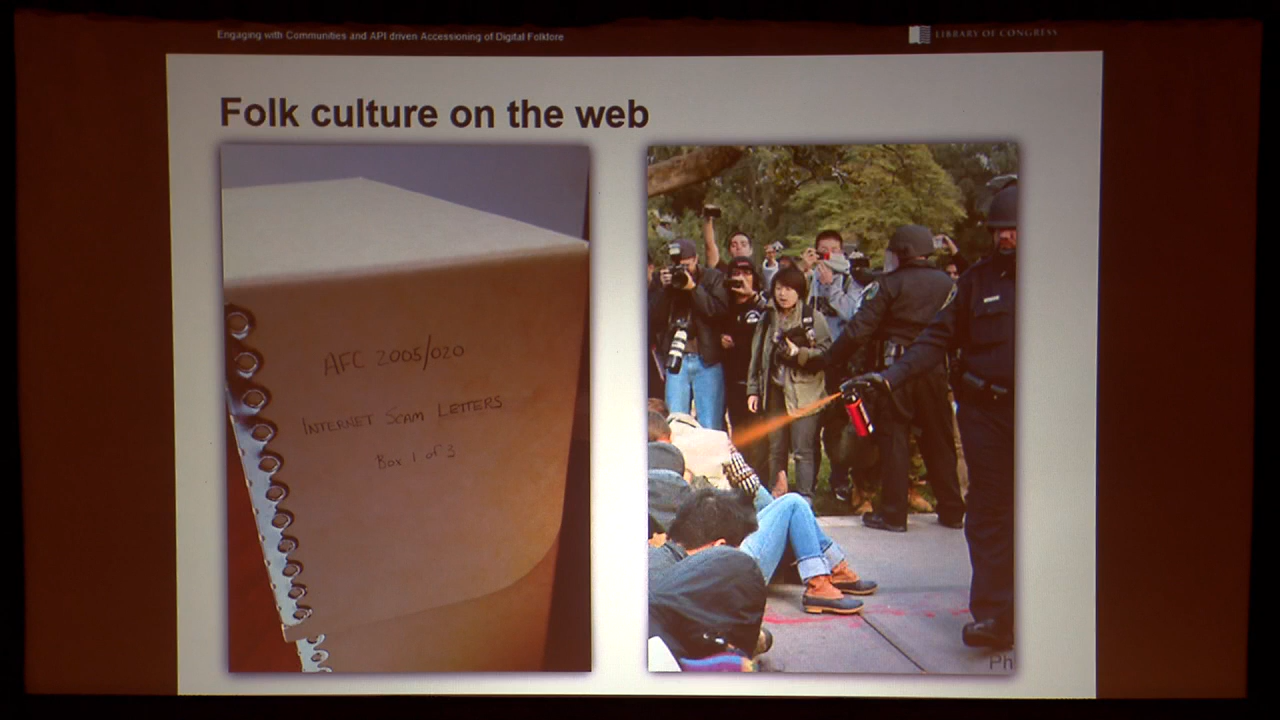 Engaging with Communities and API driven Accessioning of Digital Folklore
LIBRARY OF CONGRESS
Folk culture on the web
AFC 2005/020
INTERNET SCAM LETTERS
Box 1 of 3
Ph